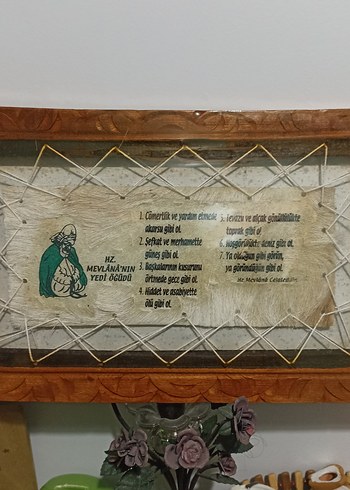 HZ.
MEVLÂNÂ'NIN
YEDİ ÖĞÜDÜ
1. Cömertlik ve yardım etmede
akarsu gibi ol.
2. Şefkat ve merhamette
güneş gibi ol.
3. Başkalarının kusurunu
örtmede gece gibi ol.
4. Hiddet ve asabiyette
ölü gibi ol.
5. Tevazu ve alçak gönüllülükte
toprak gibi ol.
6. Hoşgörülükte deniz gibi ol.
7. Ya olduğun gibi görün,
ya göründüğün gibi ol.
Hz. Mevlânâ Celaleddin